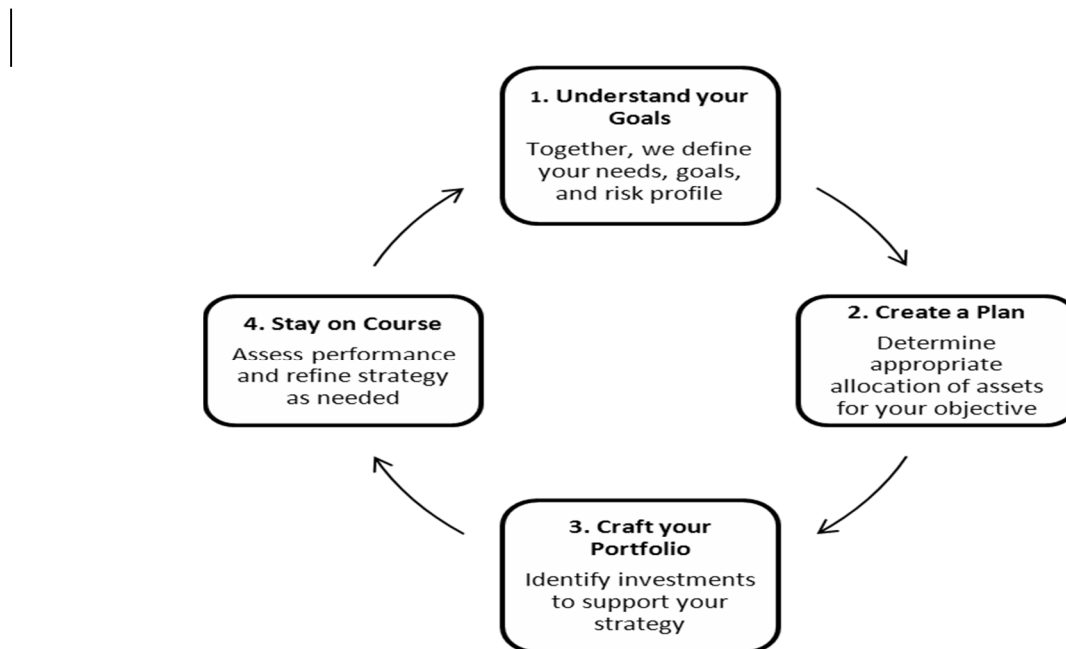 1. Understand your
Goals
Together, we define
your needs, goals,
and risk profile
2. Create a Plan
Determine
appropriate
allocation of assets
for your objective
3. Craft your
Portfolio
Identify investments
to support your
strategy
4. Stay on Course
Assess performance
and refine strategy
as needed